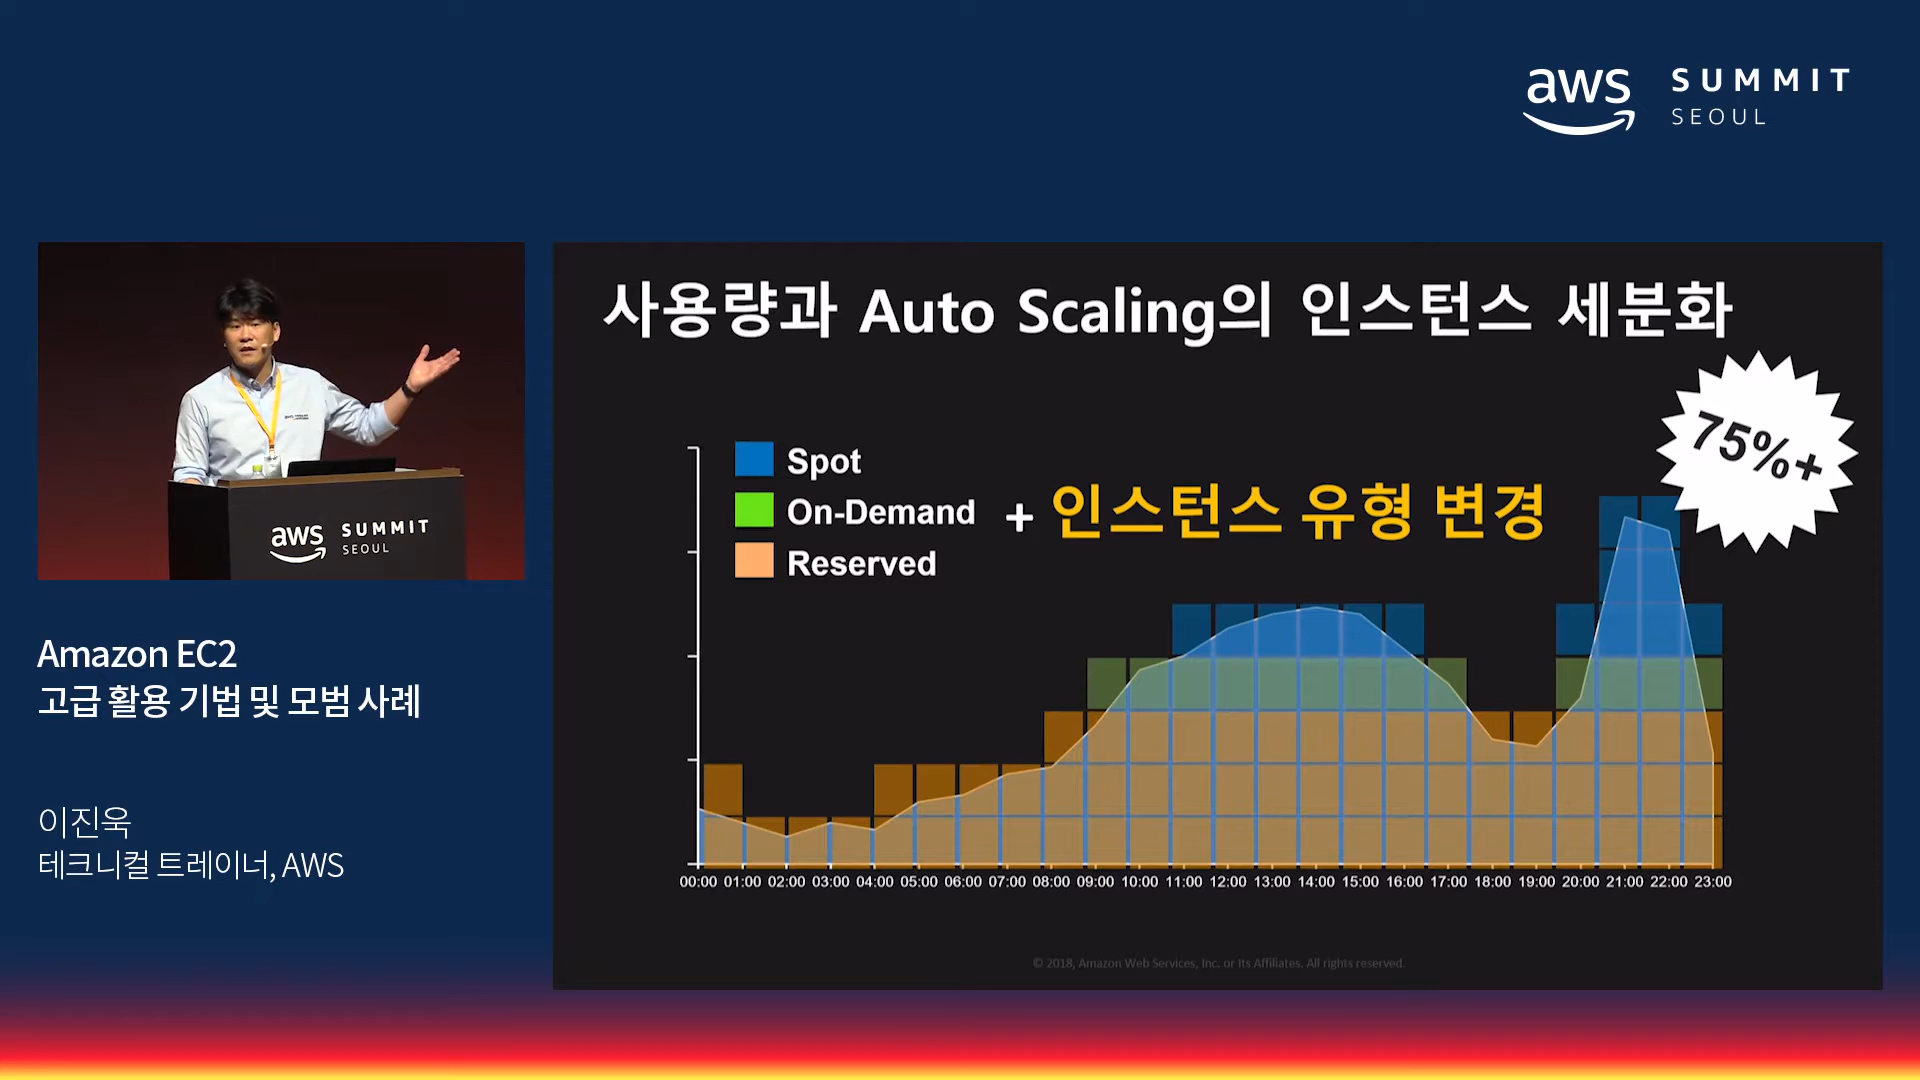 aws SUMMIT
SEOUL
사용량과 Auto Scaling의 인스턴스 세분화
75%+
Spot
On-Demand
Reserved
+ 인스턴스 유형 변경
00:00 01:00 02:00 03:00 04:00 05:00 06:00 07:00 08:00 09:00 10:00 11:00 12:00 13:00 14:00 15:00 16:00 17:00 18:00 19:00 20:00 21:00 22:00 23:00
© 2018, Amazon Web Services, Inc. or Its Affiliates. All rights reserved.
aws SUMMIT
SEOUL
Amazon EC2
고급 활용 기법 및 모범 사례
이진욱
테크니컬 트레이너, AWS